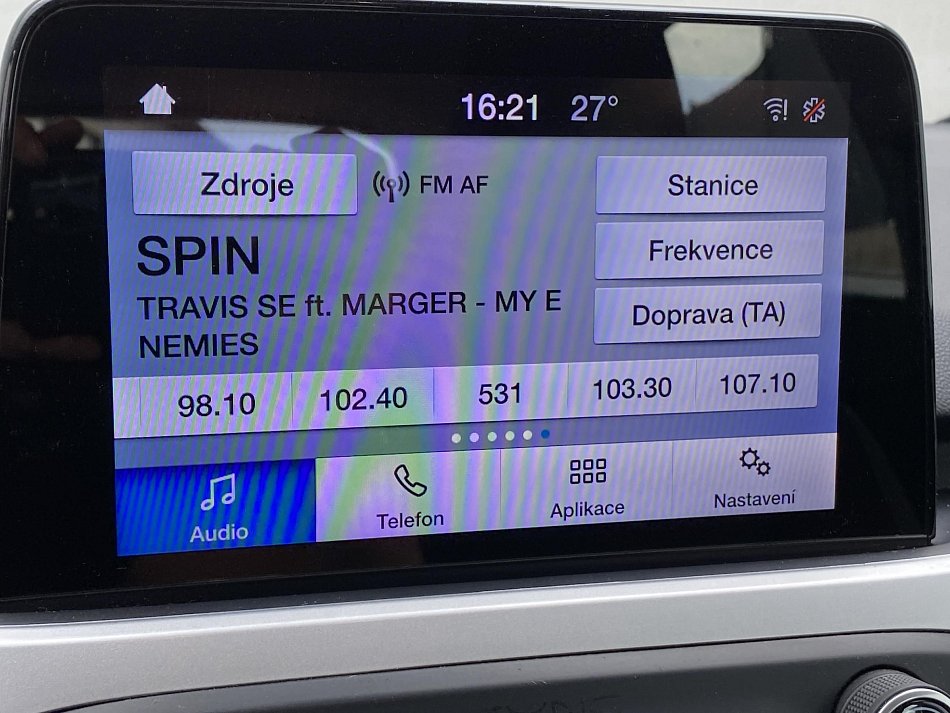 16:21 27°
Zdroje
FM AF
Stanice
SPIN
Frekvence
TRAVIS SE ft. MARGER - MY E
NEMIES
Doprava (TA)
98.10 102.40 531 103.30 107.10
Audio
Telefon
Aplikace
Nastavení